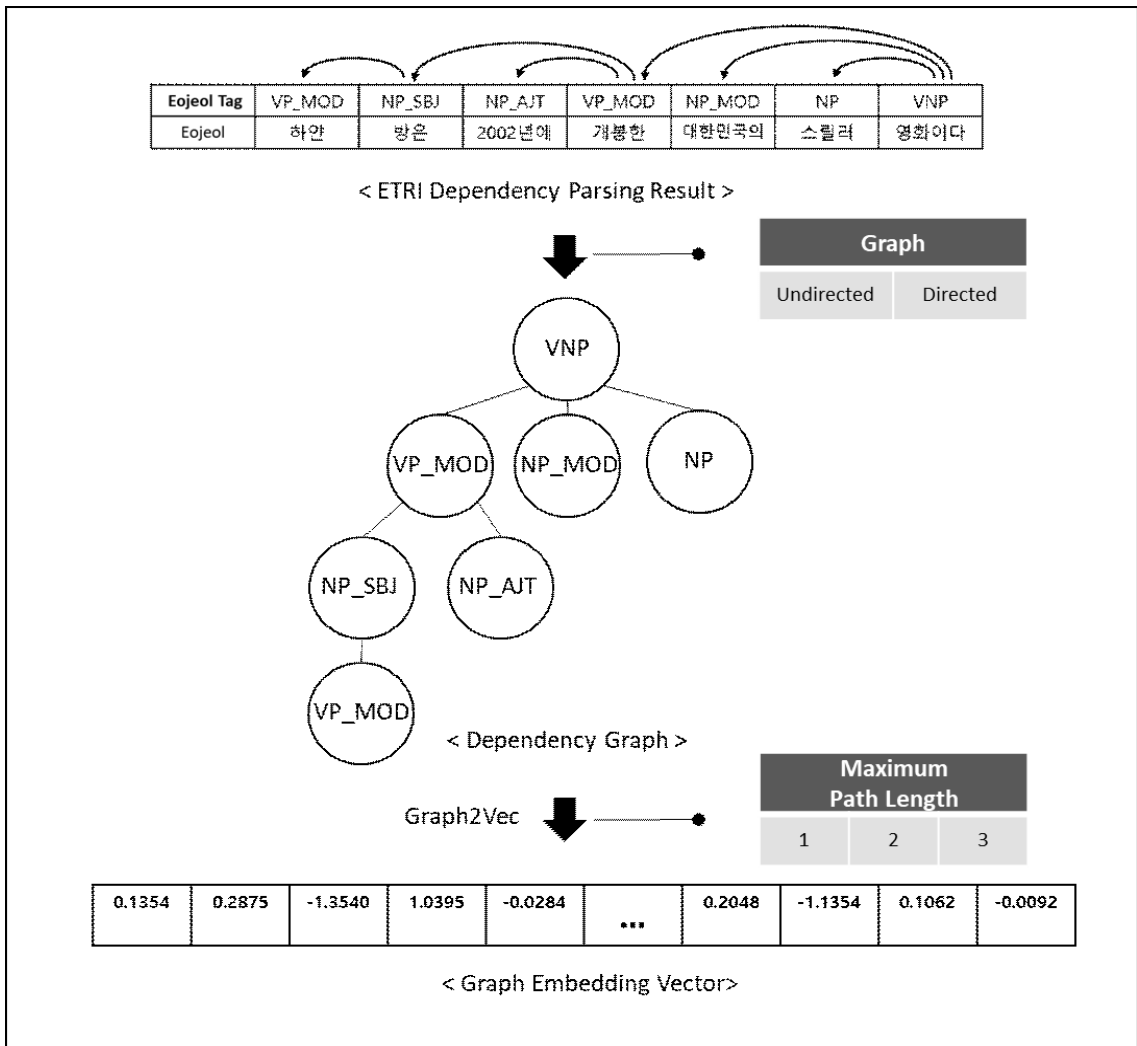 Eojeol Tag VP_MOD NP_SBJ NP_AJT VP_MOD NP_MOD NP VNP
Eojeol 하얀 방은 2002년에 개봉한 대한민국의 스릴러 영화이다
< ETRI Dependency Parsing Result >
Graph
Undirected Directed
VNP
VP_MOD NP_MOD NP
NP_SBJ NP_AJT
VP_MOD
< Dependency Graph >
Maximum
Path Length
Graph2Vec
1 2 3
0.1354 0.2875 -1.3540 1.0395 -0.0284 ... 0.2048 -1.1354 0.1062 -0.0092
< Graph Embedding Vector>